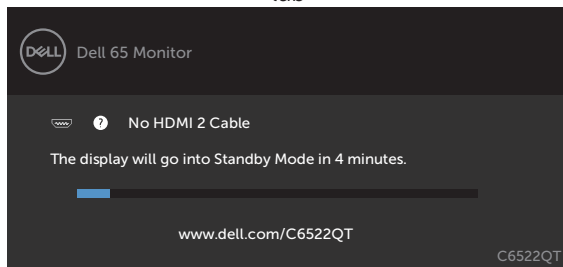 DELL Dell 65 Monitor
? No HDMI 2 Cable
The display will go into Standby Mode in 4 minutes.
www.dell.com/C6522QT
C6522QT